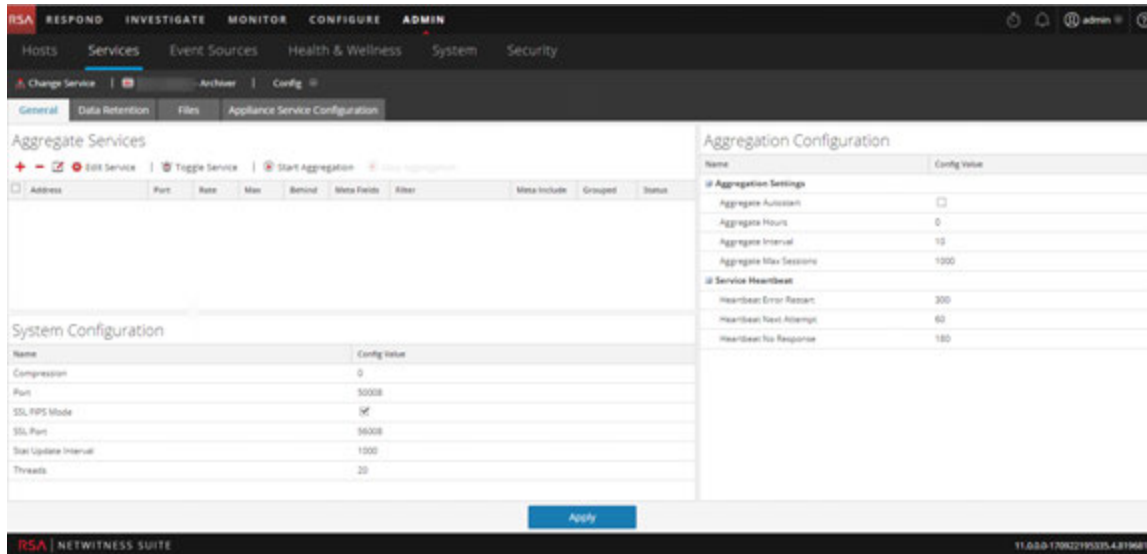 RSA RESPOND INVESTIGATE MONITOR CONFIGURE ADMIN admin
Hosts Services Event Sources Health & Wellness System Security
Change Service | - Archiver | Config
General Data Retention Files Appliance Service Configuration
Aggregate Services
Edit Service | Toggle Service | Start Aggregation
Address Port Rate Max Behind Meta Fields Filter Meta Include Grouped Status
System Configuration
Name Config Value
Compression 0
Port 50008
SSL FIPS Mode
SSL Port 56008
Stat Update Interval 1000
Threads 20
Aggregation Configuration
Name Config Value
Aggregation Settings
Aggregate Autostart
Aggregate Hours 0
Aggregate Interval 10
Aggregate Max Sessions 1000
Service Heartbeat
Heartbeat Error Restart 300
Heartbeat Next Attempt 60
Heartbeat No Response 180
Apply
RSA | NETWITNESS SUITE